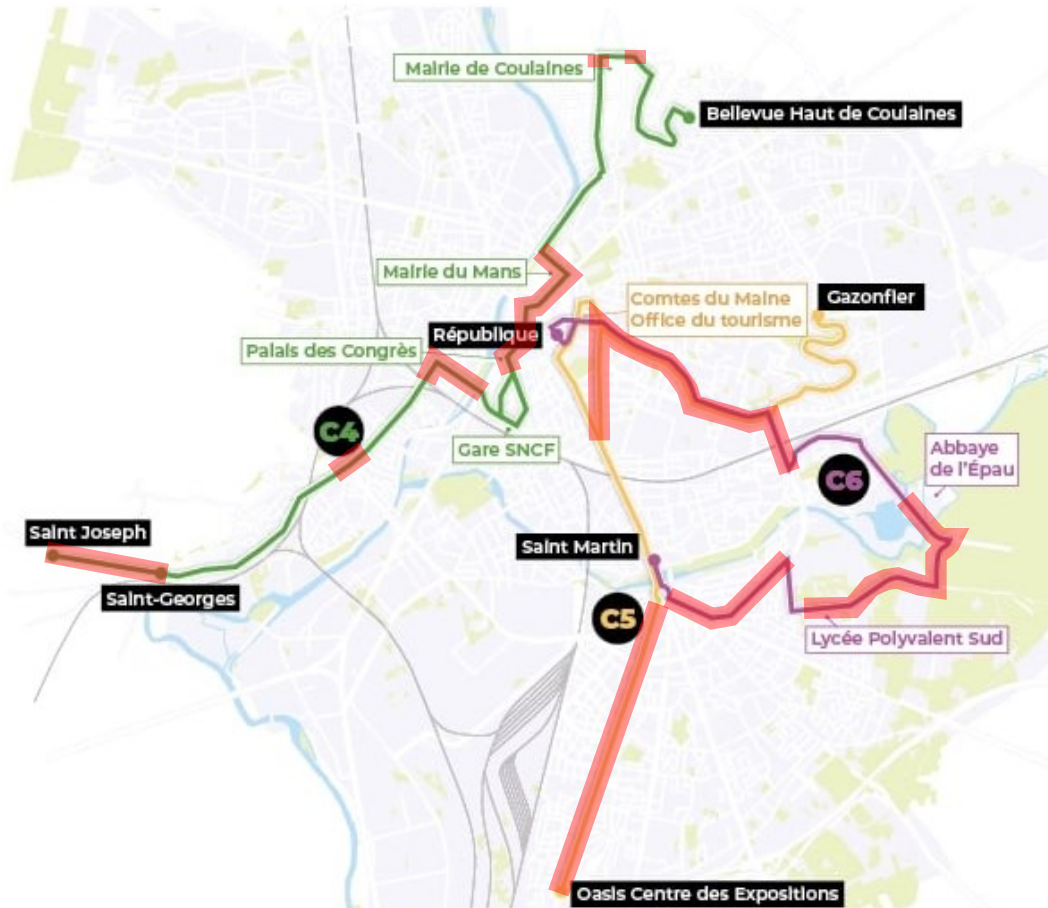 Mairie de Coulaines
Bellevue Haut de Coulaines
Mairie du Mans
Comtes du Maine
Office du tourisme
Gazonfier
République
Palais des Congrès
C4
Gare SNCF
Abbaye
de l'Épau
C6
Saint Joseph
Saint Martin
Saint-Georges
C5
Lycée Polyvalent Sud
Oasis Centre des Expositions